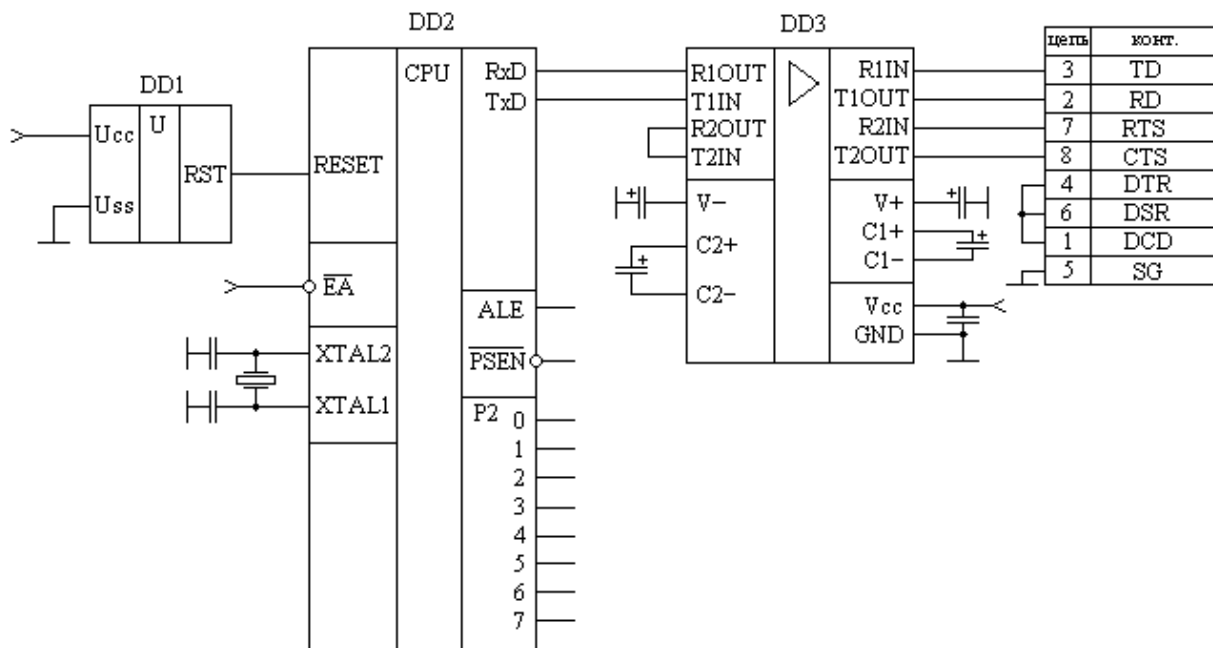 DD1
Ucc
U
RST
Uss
DD2
CPU
RESET
EA
XTAL2
XTAL1
RxD
TxD
ALE
PSEN
P2
0
1
2
3
4
5
6
7
DD3
R1OUT
T1IN
R2OUT
T2IN
V-
C2+
C2-
R1IN
T1OUT
R2IN
T2OUT
V+
C1+
C1-
Vcc
GND
+
+
+
+
цепь конт.
3 TD
2 RD
7 RTS
8 CTS
4 DTR
6 DSR
1 DCD
5 SG